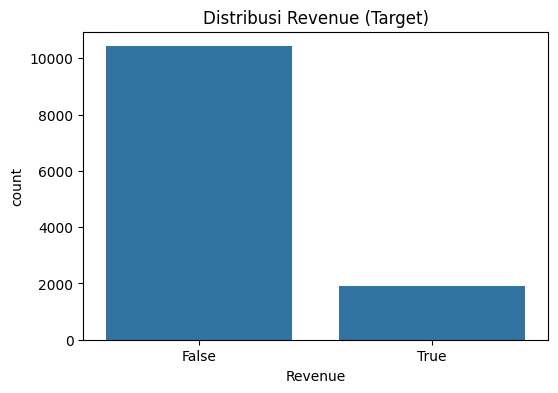 Distribusi Revenue (Target)
10000
8000
6000
4000
2000
0
count
False
True
Revenue